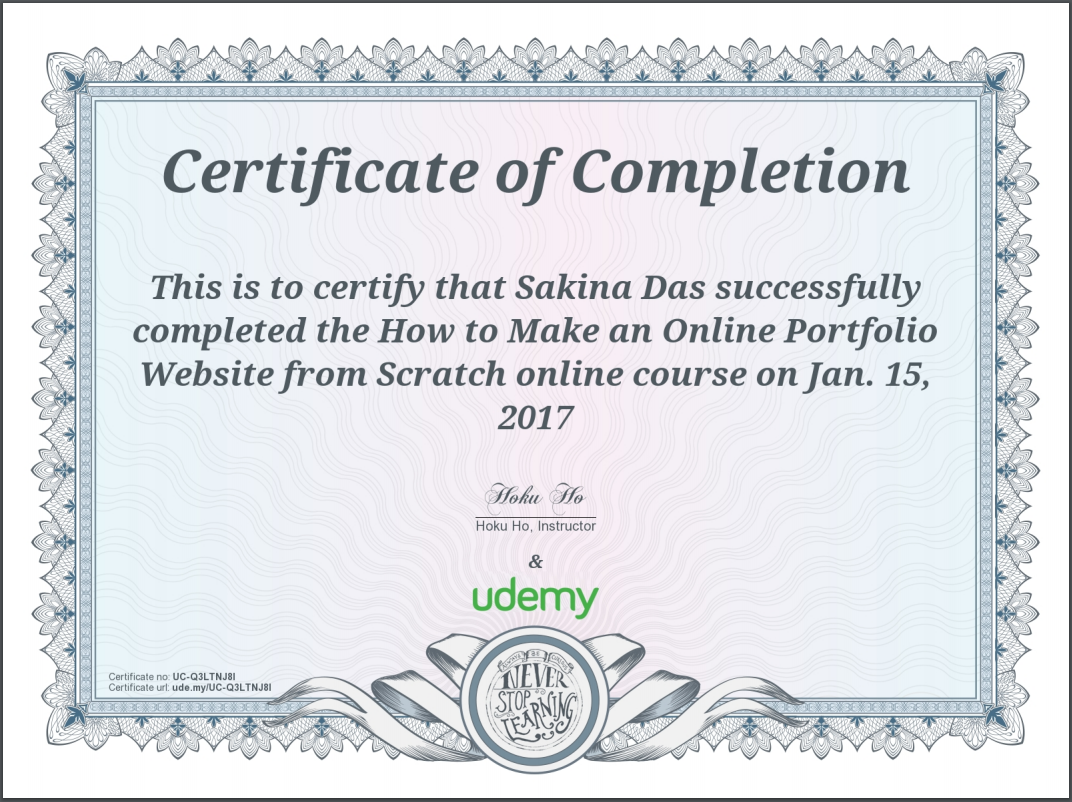 Certificate of Completion
This is to certify that Sakina Das successfully
completed the How to Make an Online Portfolio
Website from Scratch online course on Jan. 15,
2017
Hoku Ho
Hoku Ho, Instructor
&
udemy
ALWAYS BE
NEVER
STOP
LEARNING
Certificate no: UC-Q3LTNJ8I
Certificate url: ude.my/UC-Q3LTNJ8I